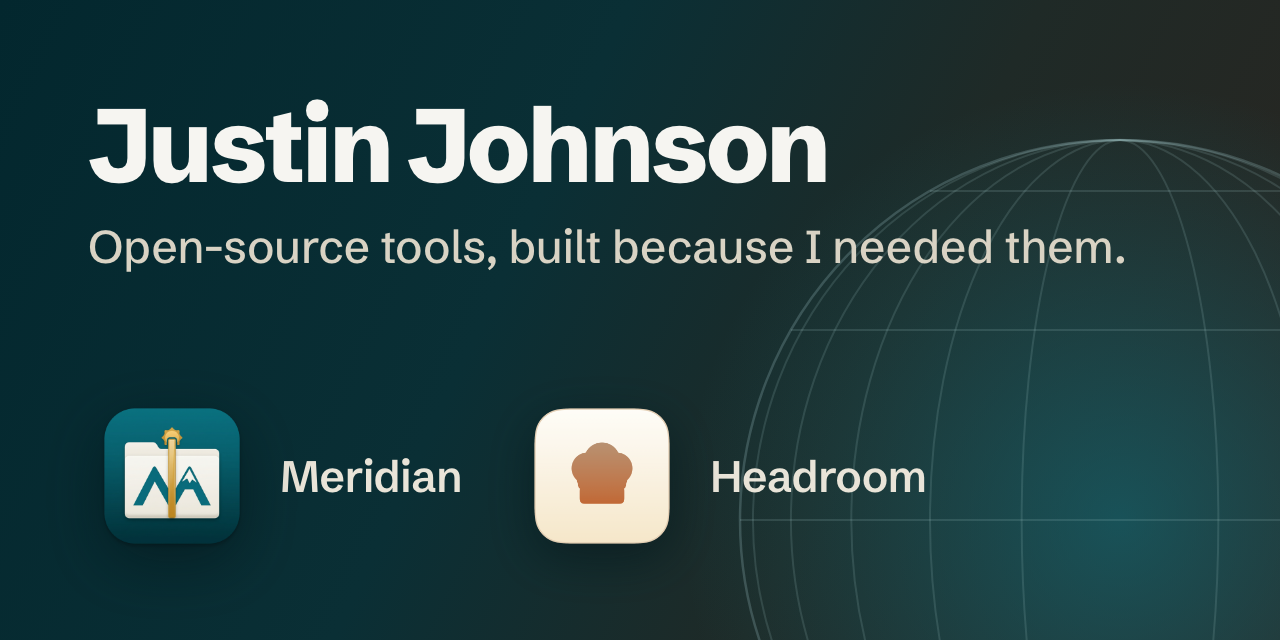 Justin Johnson
Open-source tools, built because I needed them.
Meridian
Headroom